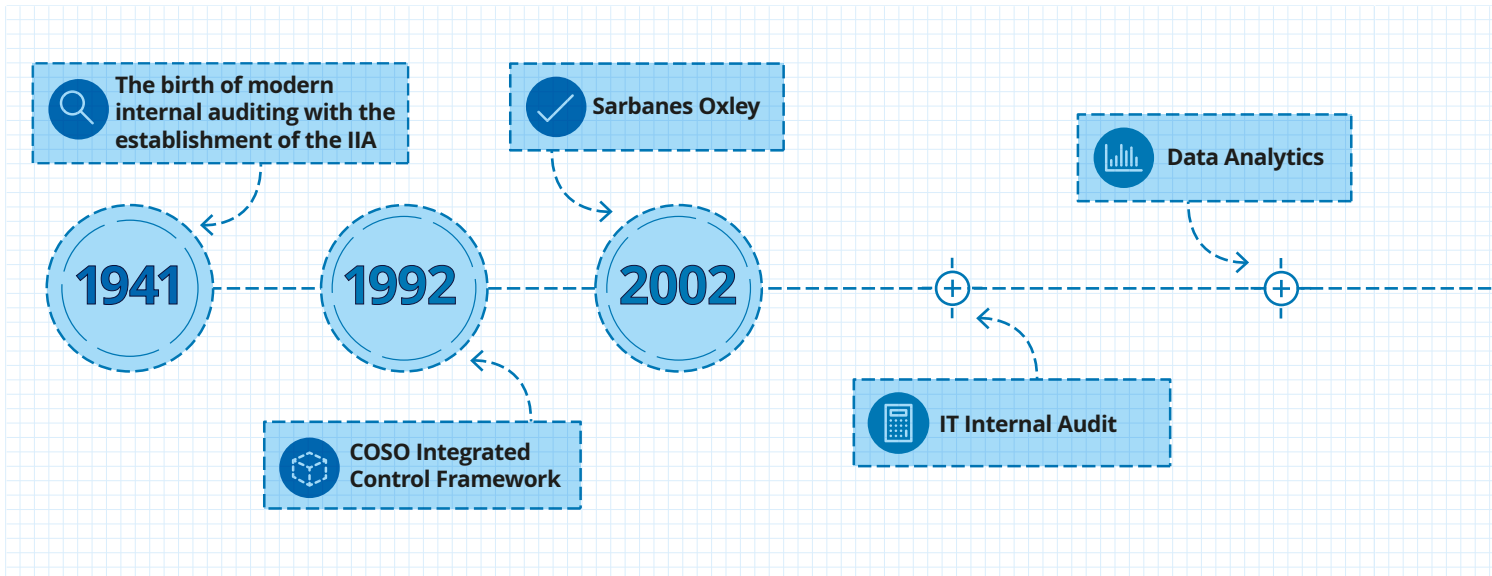 The birth of modern
internal auditing with the
establishment of the IIA
Sarbanes Oxley
Data Analytics
1941
1992
2002
IT Internal Audit
COSO Integrated
Control Framework